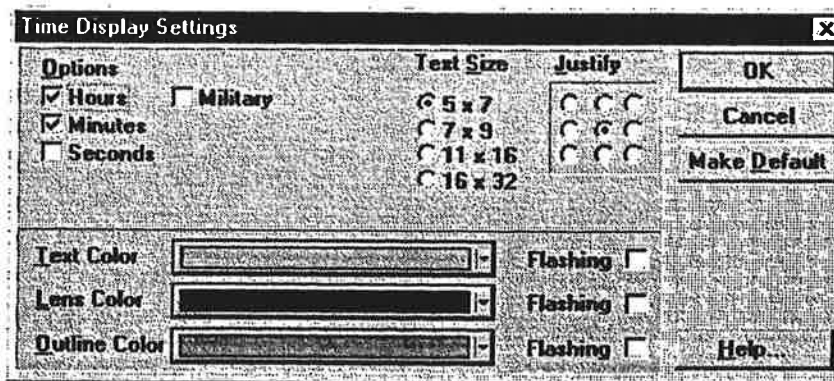 Time Display Settings
Options
Hours
Military
Minutes
Seconds
Text Size
5 x 7
7 x 9
11 x 16
16 x 32
Justify
OK
Cancel
Make Default
Text Color
Flashing
Lens Color
Flashing
Outline Color
Flashing
Help...